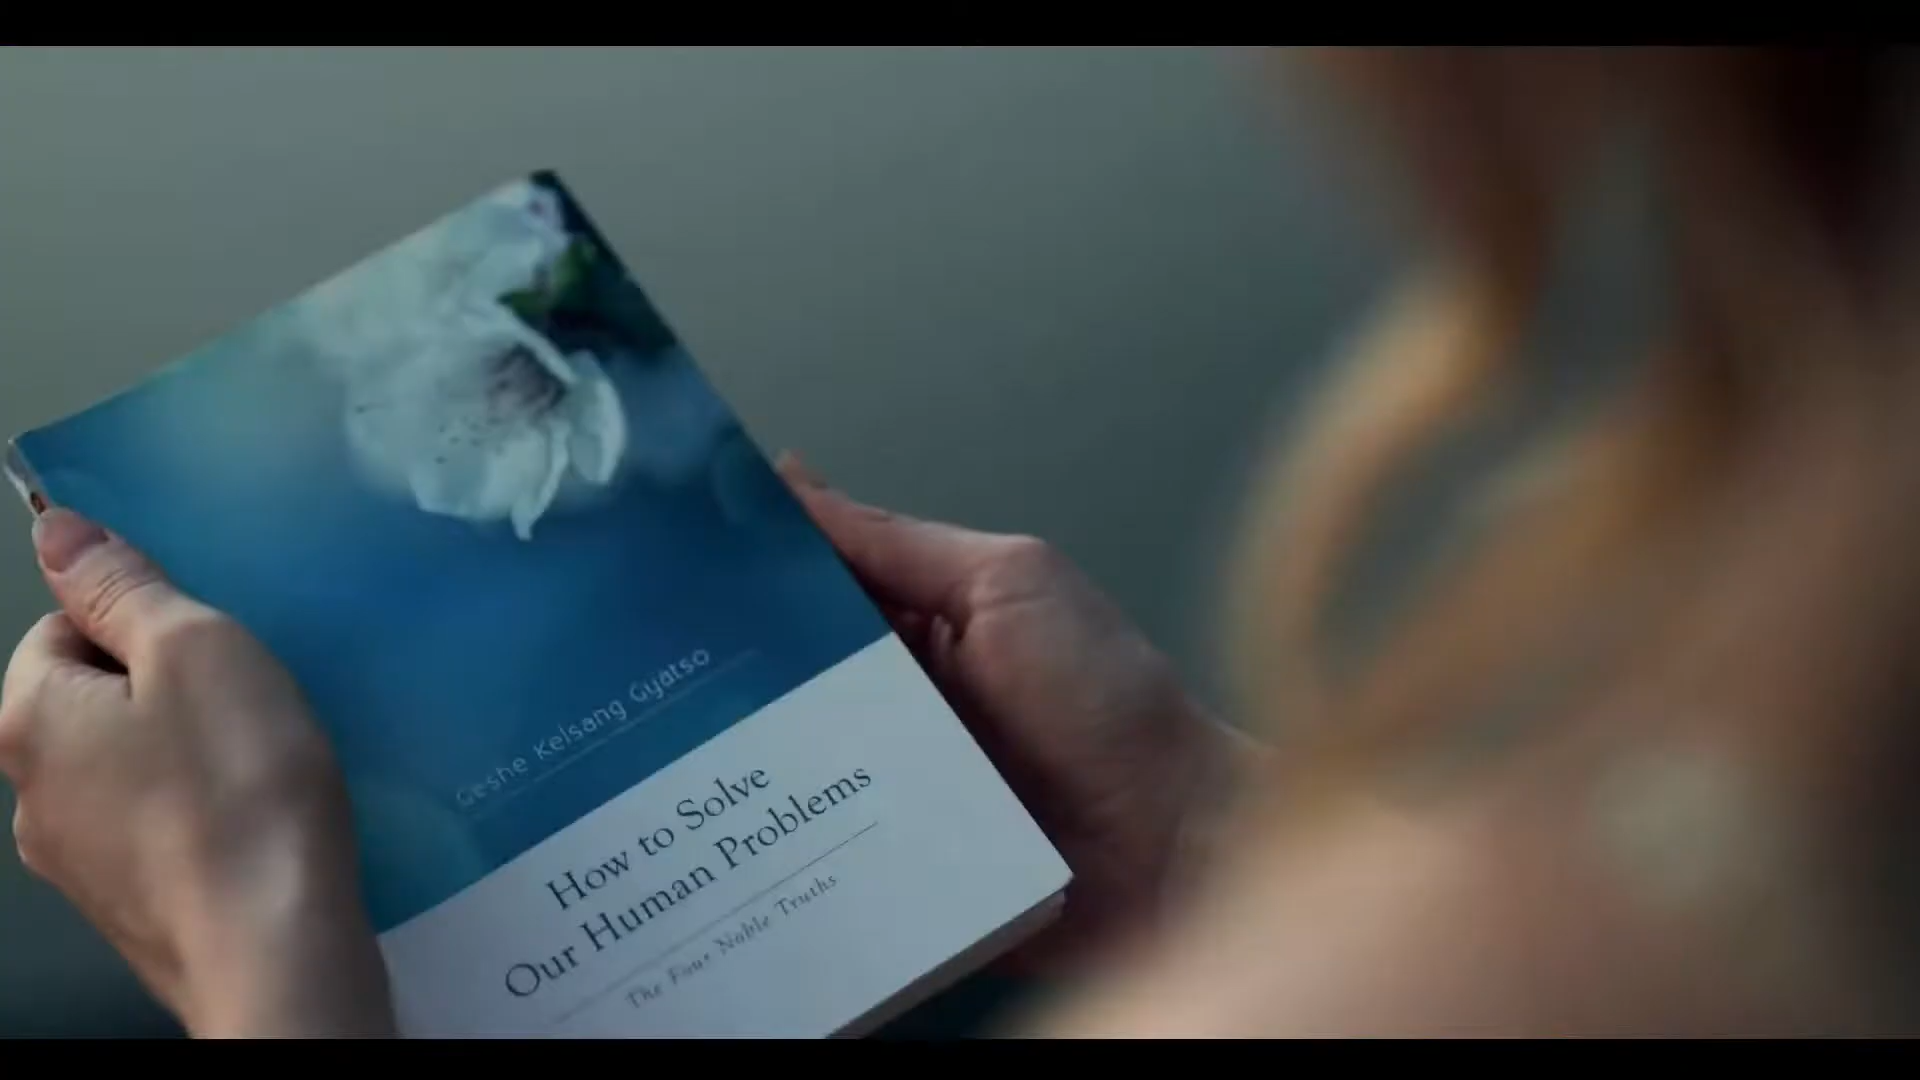 Geshe Kelsang Gyatso
How to Solve
Our Human Problems
The Four Noble Truths